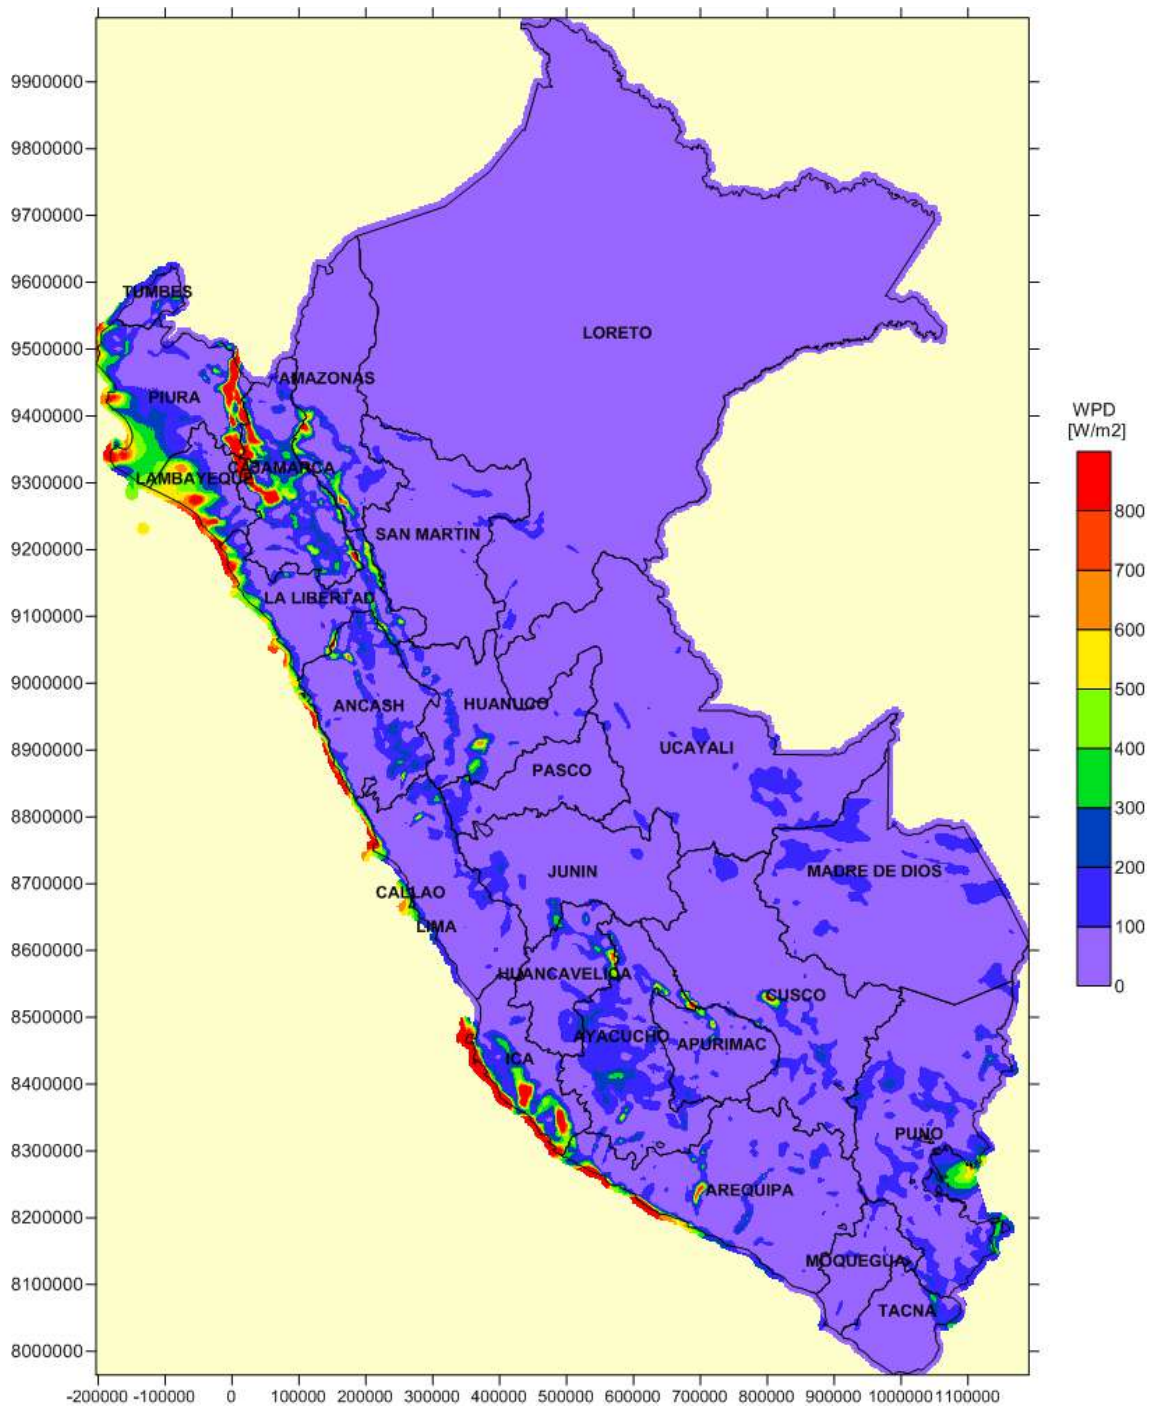 9900000
9800000
9700000
9600000
9500000
9400000
9300000
9200000
9100000
9000000
8900000
8800000
8700000
8600000
8500000
8400000
8300000
8200000
8100000
8000000
TUMBES
LORETO
AMAZONAS
PIURA
CAJAMARCA
LAMBAYEQUE
SAN MARTIN
LA LIBERTAD
ANCASH
HUANUCO
UCAYALI
PASCO
JUNIN
MADRE DE DIOS
CALLAO
LIMA
HUANCAVELICA
CUSCO
AYACUCHO
APURIMAC
ICA
PUNO
AREQUIPA
MOQUEGUA
TACNA
WPD
[W/m2]
800
700
600
500
400
300
200
100
0
-200000 -100000 0 100000 200000 300000 400000 500000 600000 700000 800000 900000 1000000 1100000